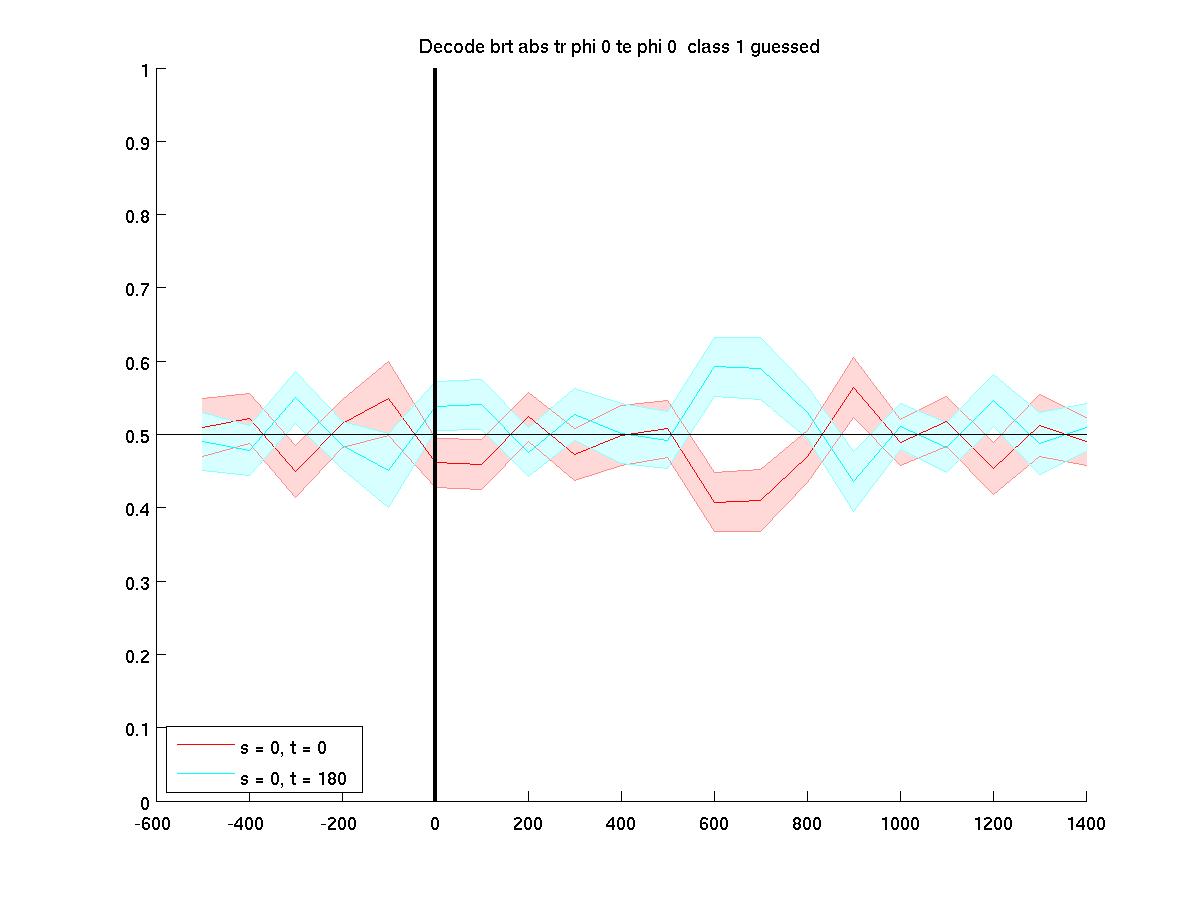 Decode brt abs tr phi 0 te phi 0  class 1 guessed
1
0.9
0.8
0.7
0.6
0.5
0.4
0.3
0.2
0.1
0
s = 0, t = 0
s = 0, t = 180
-600 -400 -200 0 200 400 600 800 1000 1200 1400